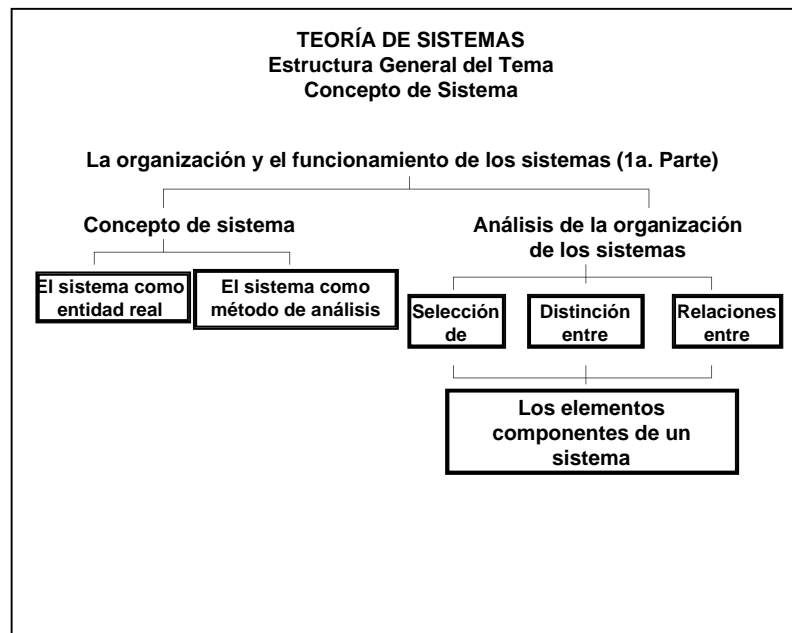 TEORÍA DE SISTEMAS
Estructura General del Tema
Concepto de Sistema
La organización y el funcionamiento de los sistemas (1a. Parte)
Concepto de sistema
Análisis de la organización
de los sistemas
El sistema como
entidad real
El sistema como
método de análisis
Selección
de
Distinción
entre
Relaciones
entre
Los elementos
componentes de un
sistema